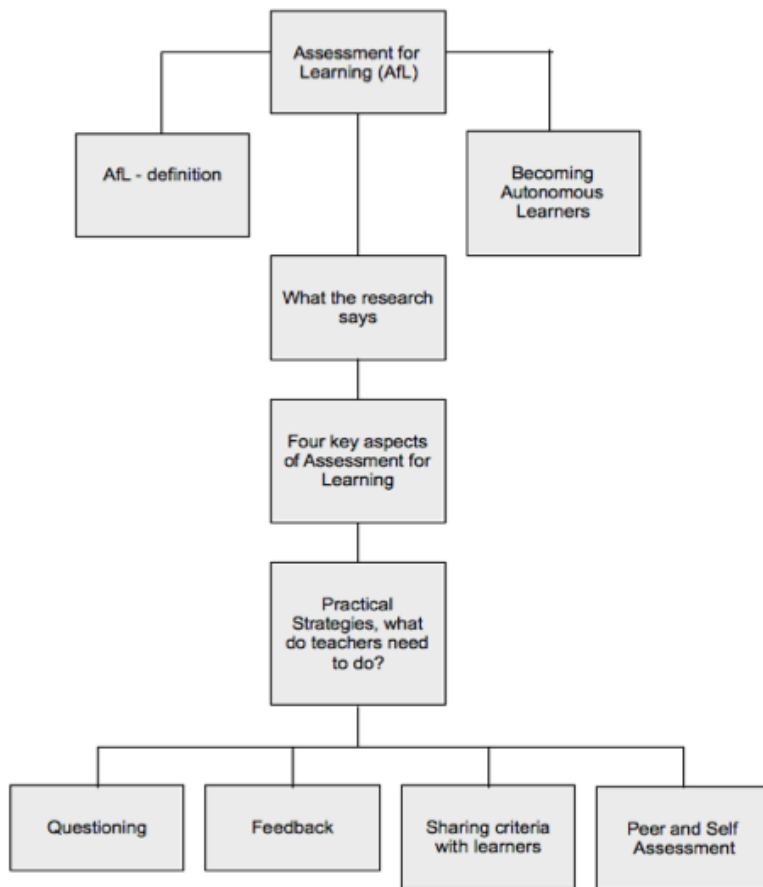 Assessment for
Learning (AfL)
AfL - definition
Becoming
Autonomous
Learners
What the research
says
Four key aspects
of Assessment for
Learning
Practical
Strategies, what
do teachers need
to do?
Questioning
Feedback
Sharing criteria
with learners
Peer and Self
Assessment